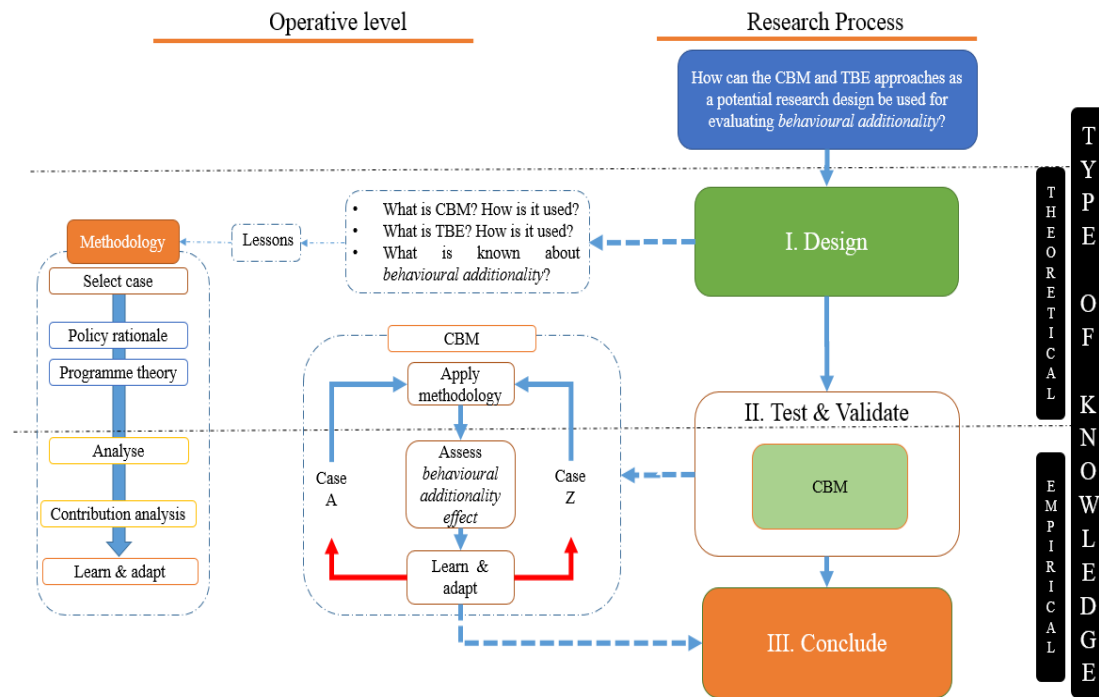 Operative level
Research Process
How can the CBM and TBE approaches as
a potential research design be used for
evaluating behavioural additionality?
• What is CBM? How is it used?
• What is TBE? How is it used?
• What is known about
behavioural additionality?
Lessons
Methodology
Select case
Policy rationale
Programme theory
Analyse
Contribution analysis
Learn & adapt
I. Design
CBM
Apply
methodology
Assess
behavioural
additionality
effect
Learn &
adapt
Case
A
Case
Z
II. Test & Validate
CBM
III. Conclude
THEORETICAL
EMPIRICAL
TYPE OF KNOWLEDGE